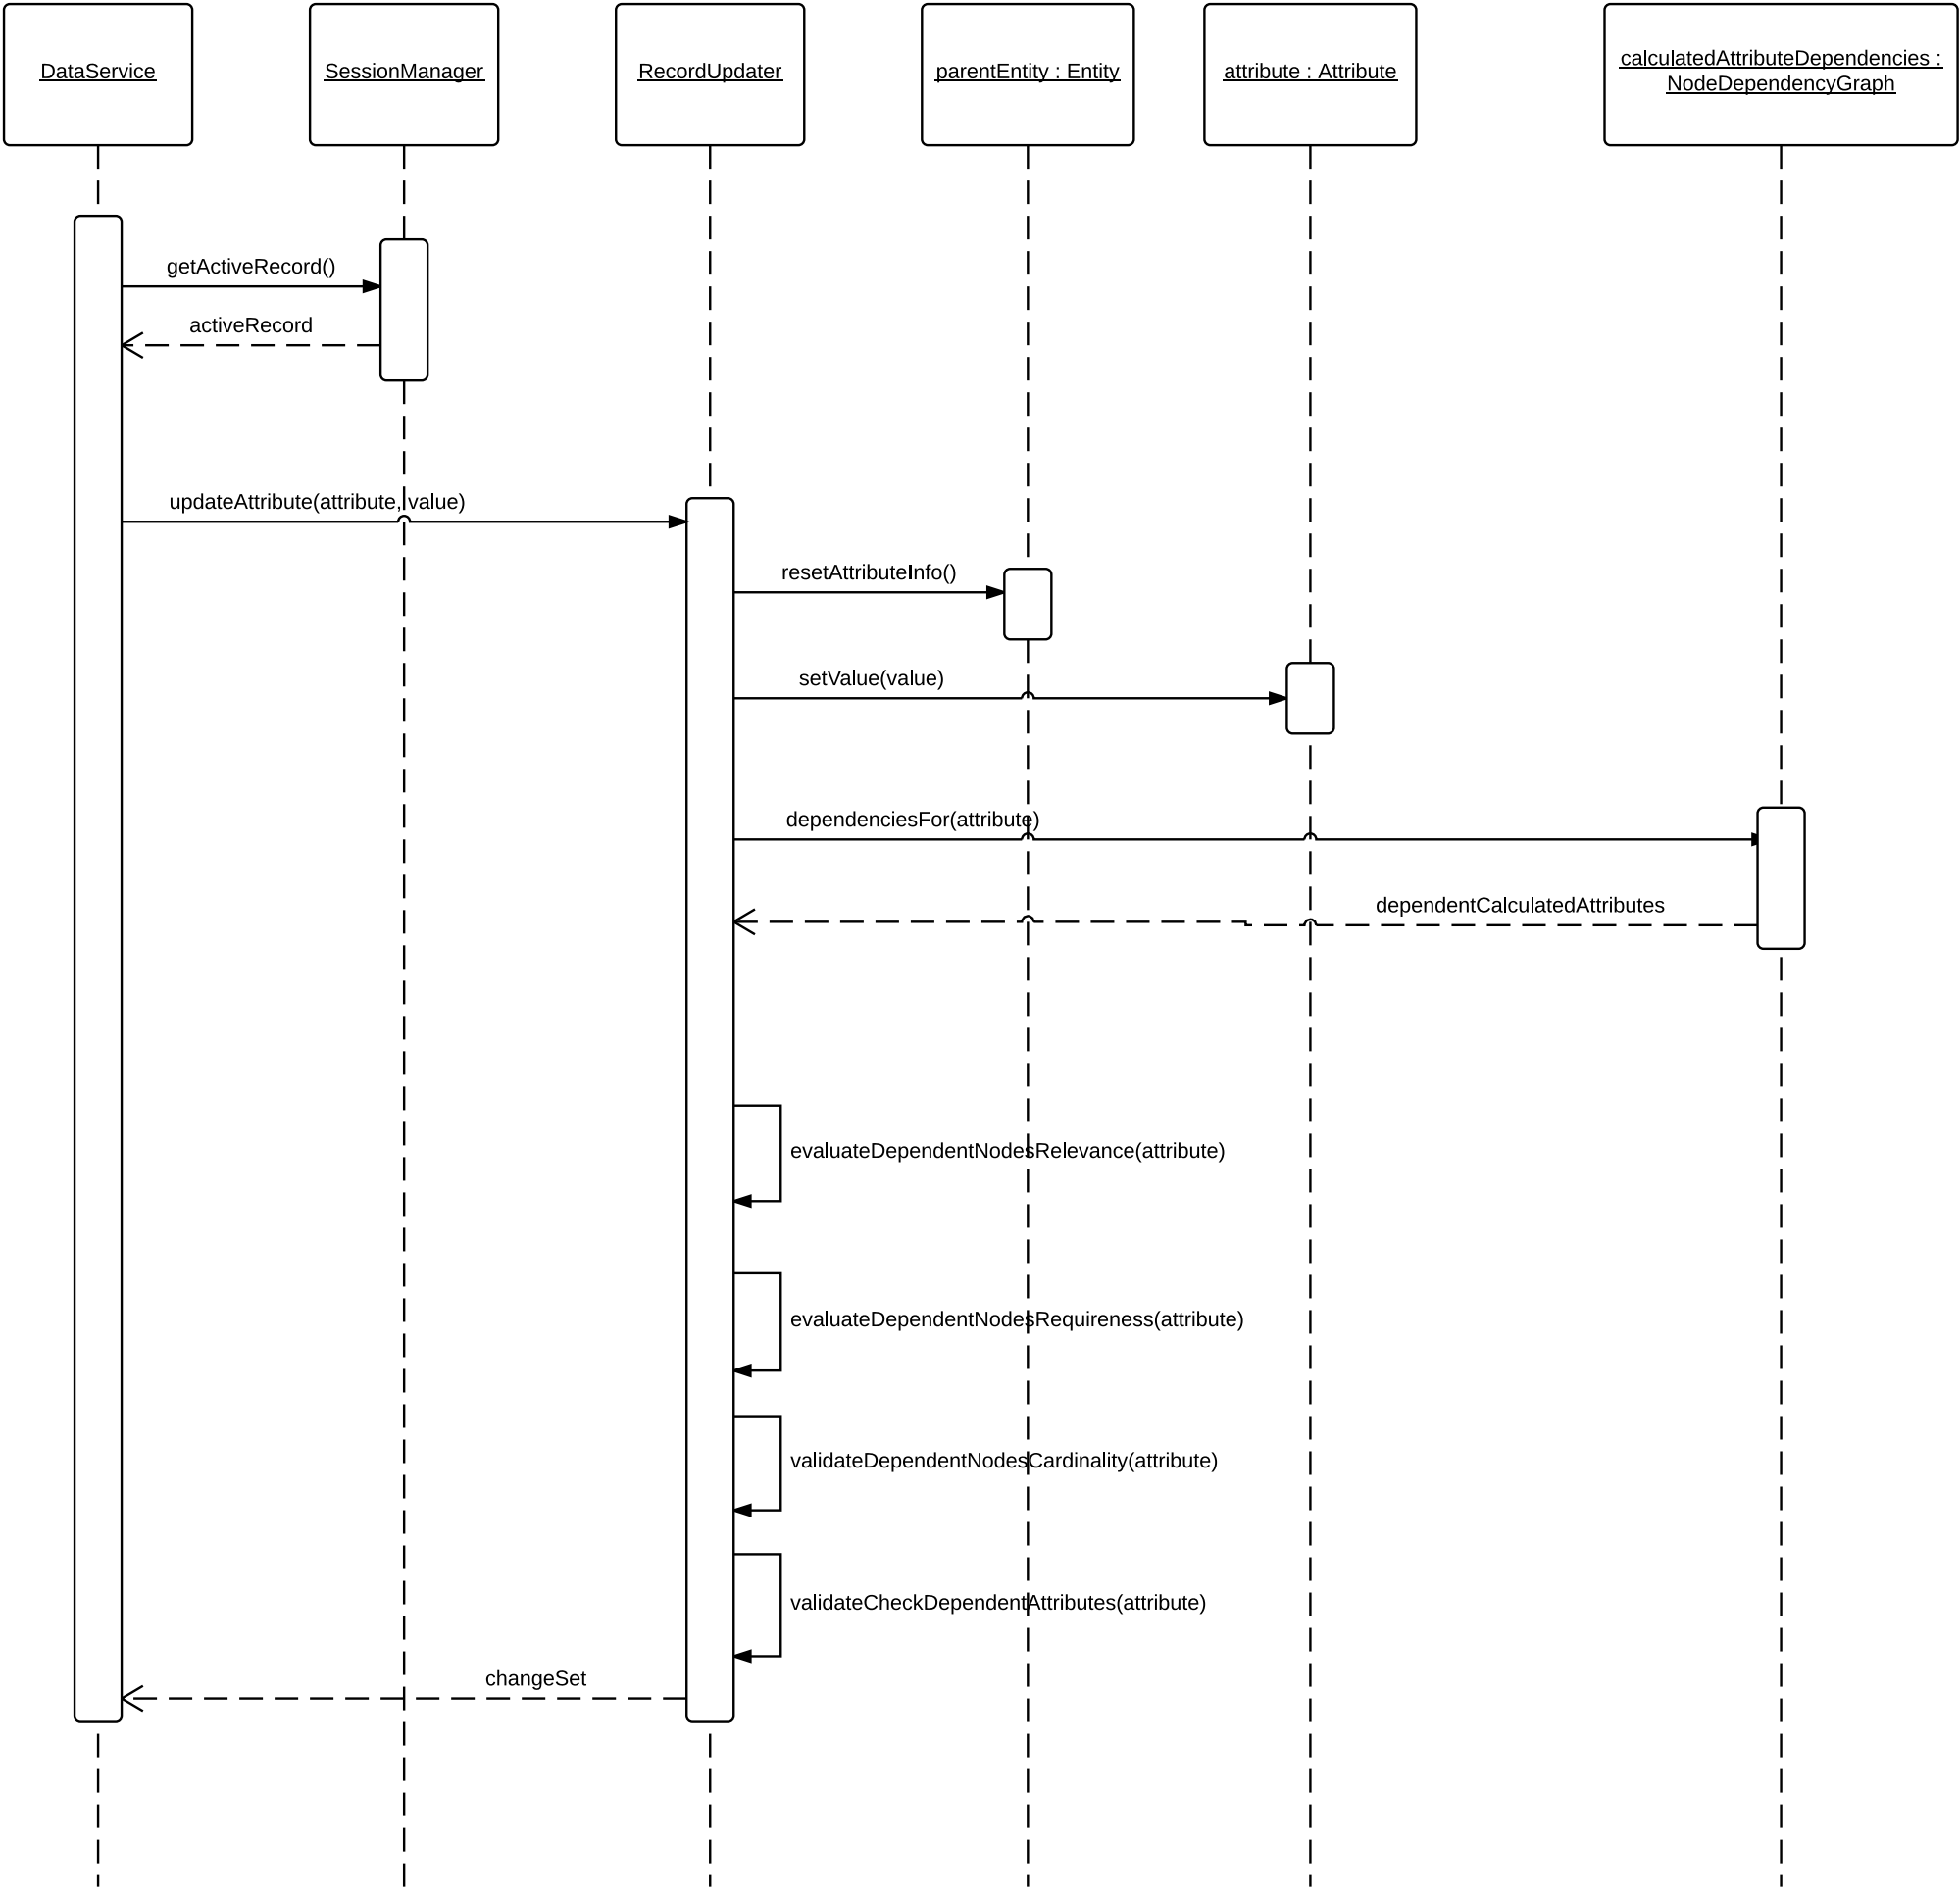 DataService
SessionManager
RecordUpdater
parentEntity : Entity
attribute : Attribute
calculatedAttributeDependencies :
NodeDependencyGraph
getActiveRecord()
activeRecord
updateAttribute(attribute, value)
resetAttributeInfo()
setValue(value)
dependenciesFor(attribute)
dependentCalculatedAttributes
evaluateDependentNodesRelevance(attribute)
evaluateDependentNodesRequireness(attribute)
validateDependentNodesCardinality(attribute)
validateCheckDependentAttributes(attribute)
changeSet